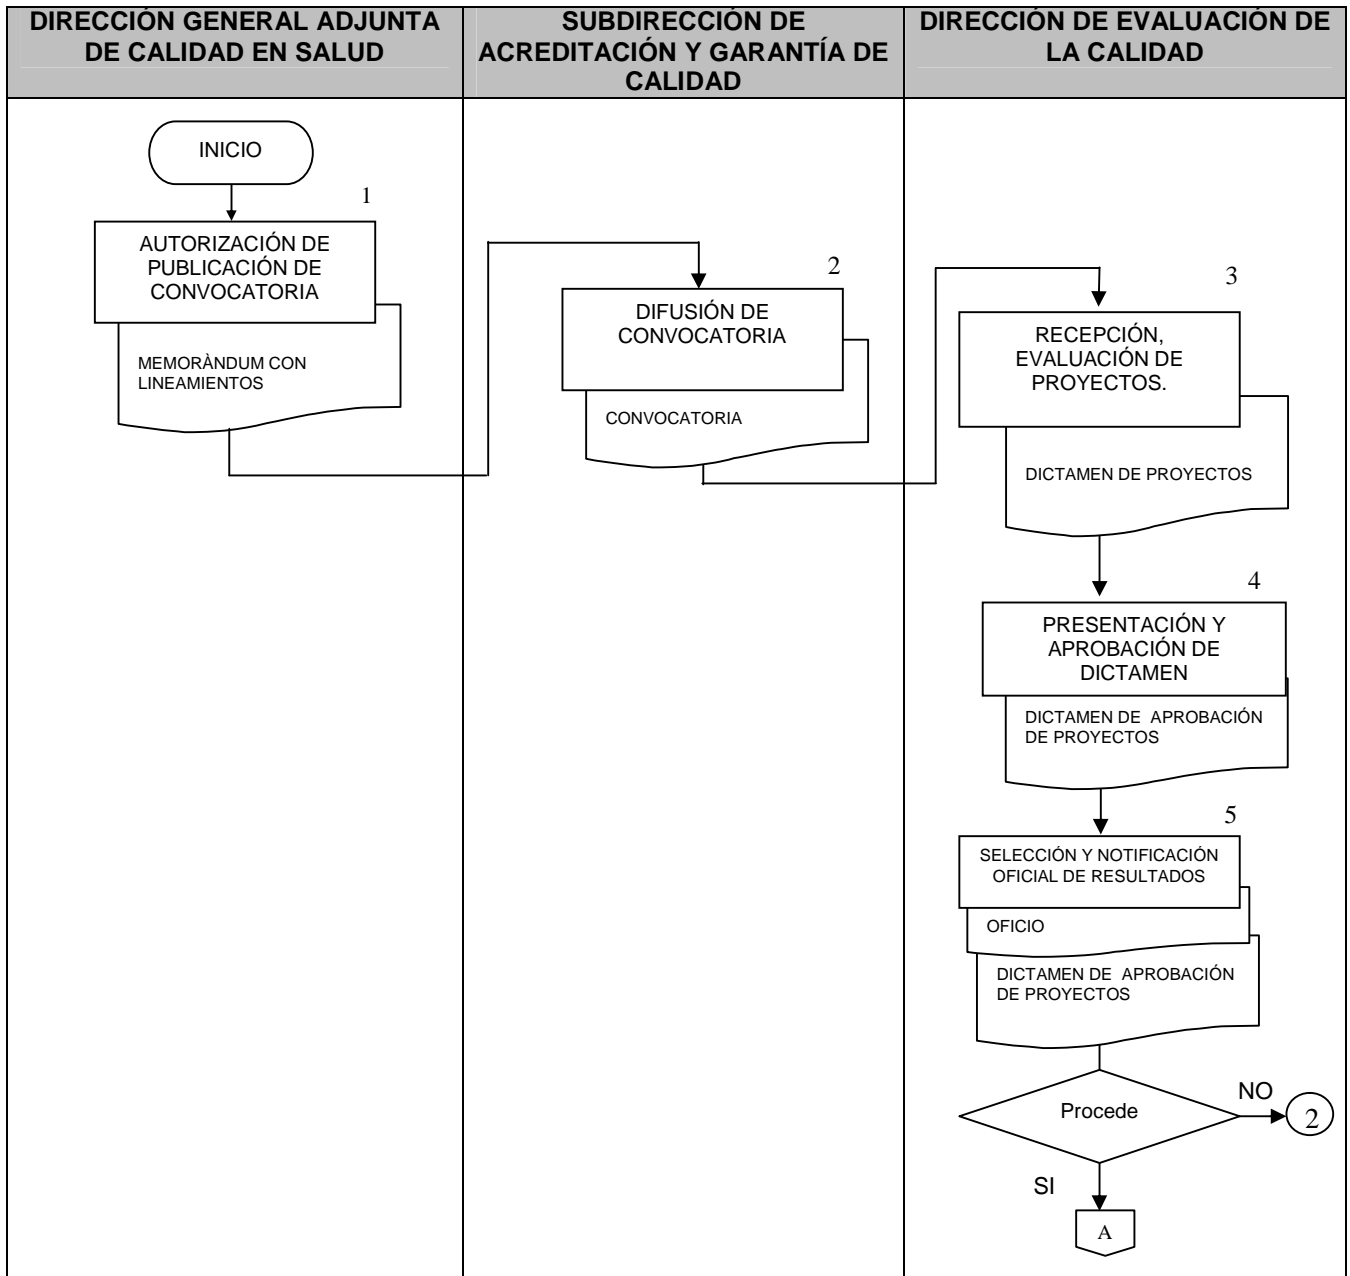 DIRECCIÓN GENERAL ADJUNTA
DE CALIDAD EN SALUD
SUBDIRECCIÓN DE
ACREDITACIÓN Y GARANTÍA DE
CALIDAD
DIRECCIÓN DE EVALUACIÓN DE
LA CALIDAD
INICIO
1
AUTORIZACIÓN DE
PUBLICACIÓN DE
CONVOCATORIA
MEMORÀNDUM CON
LINEAMIENTOS
2
DIFUSIÓN DE
CONVOCATORIA
CONVOCATORIA
3
RECEPCIÓN,
EVALUACIÓN DE
PROYECTOS.
DICTAMEN DE PROYECTOS
4
PRESENTACIÓN Y
APROBACIÓN DE
DICTAMEN
DICTAMEN DE APROBACIÓN
DE PROYECTOS
5
SELECCIÓN Y NOTIFICACIÓN
OFICIAL DE RESULTADOS
OFICIO
DICTAMEN DE APROBACIÓN
DE PROYECTOS
Procede
NO
2
SI
A